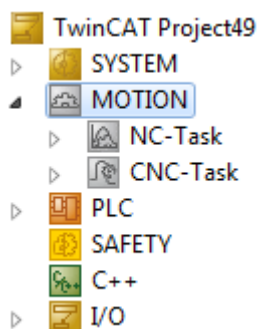 TwinCAT Project49
SYSTEM
MOTION
NC-Task
CNC-Task
PLC
SAFETY
C++
I/O